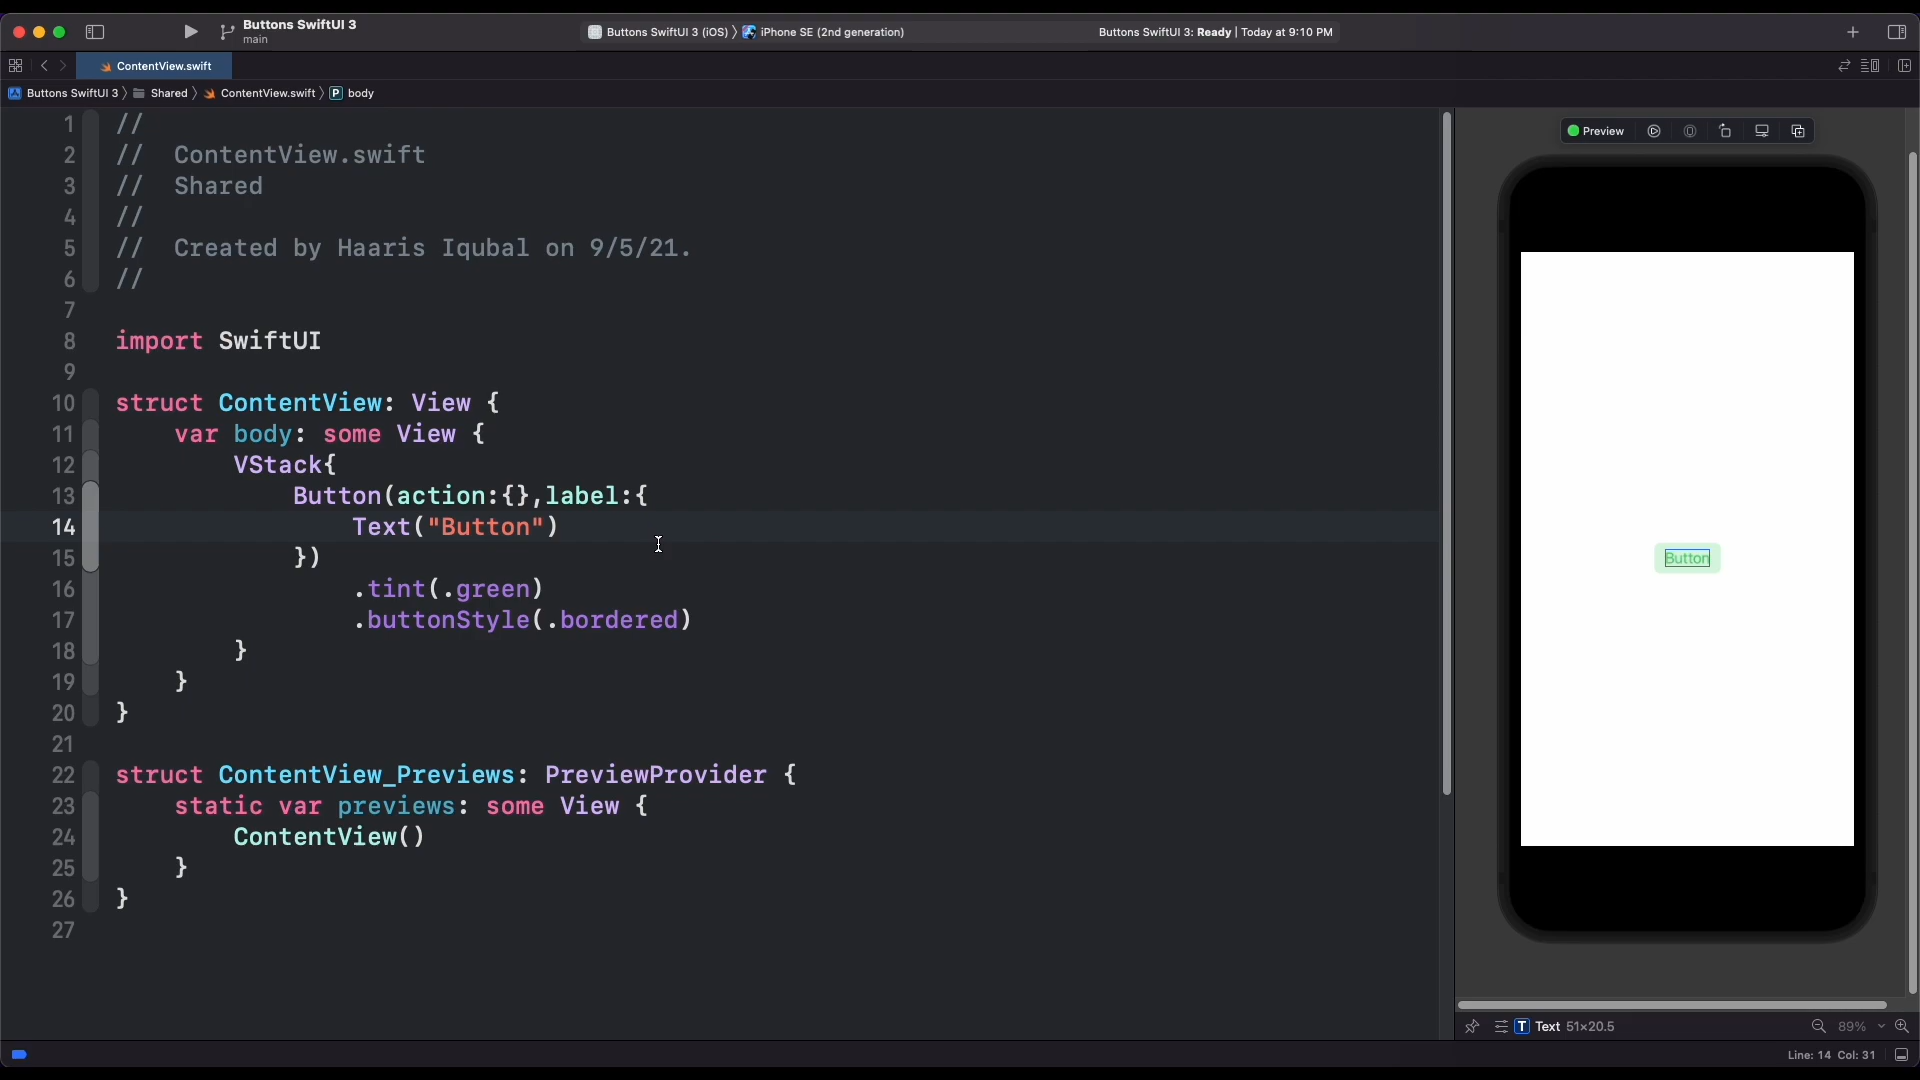 Buttons SwiftUI 3
main
Buttons SwiftUI 3 (iOS) 〉 iPhone SE (2nd generation)
Buttons SwiftUI 3: Ready | Today at 9:10 PM
ContentView.swift
Buttons SwiftUI 3 〉 Shared 〉 ContentView.swift 〉 P body
1 //
2 //  ContentView.swift
3 //  Shared
4 //
5 //  Created by Haaris Iqubal on 9/5/21.
6 //
7
8 import SwiftUI
9
10 struct ContentView: View {
11     var body: some View {
12         VStack{
13             Button(action:{},label:{
14                 Text("Button")
15             })
16                 .tint(.green)
17                 .buttonStyle(.bordered)
18         }
19     }
20 }
21
22 struct ContentView_Previews: PreviewProvider {
23     static var previews: some View {
24         ContentView()
25     }
26 }
27
Preview
Button
T Text 51×20.5
89%
Line: 14 Col: 31